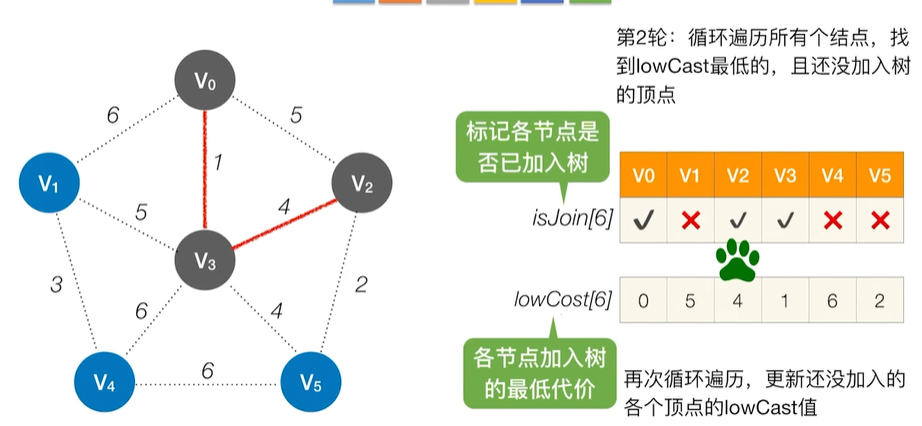 第2轮：循环遍历所有个结点，找
到lowCast最低的，且还没加入树
的顶点
标记各节点是
否已加入树
V0 V1 V2 V3 V4 V5
isJoin[6] ✓ ✕ ✓ ✓ ✕ ✕
lowCost[6] 0 5 4 1 6 2
各节点加入树
的最低代价
再次循环遍历，更新还没加入的
各个顶点的lowCast值
V₀
6
5
1
V₁
V₂
5
4
V₃
3
2
6
4
V₄
6
V₅